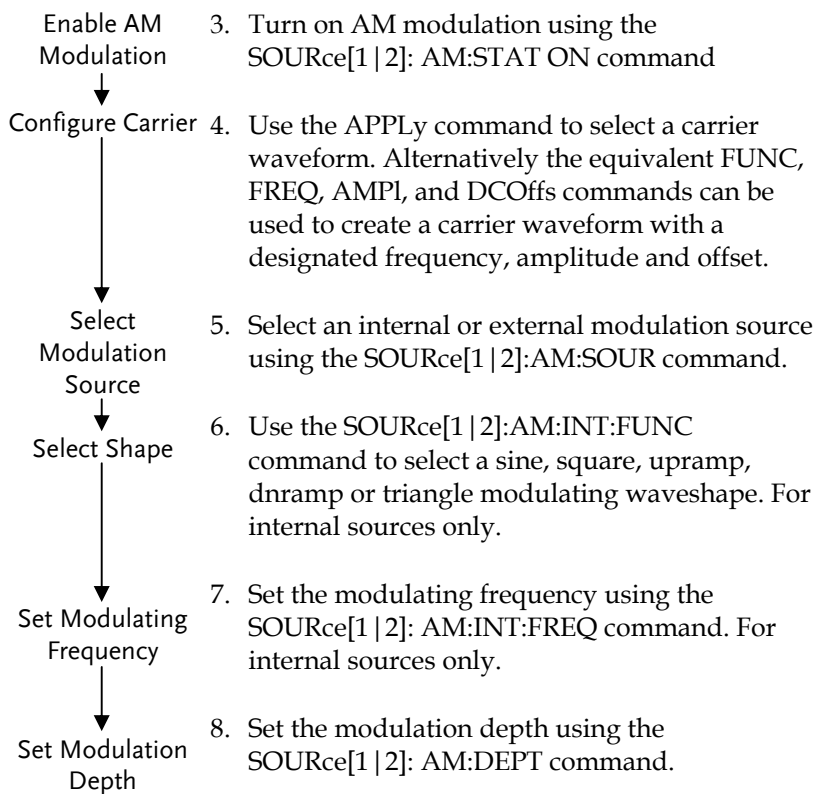 Enable AM
Modulation
3. Turn on AM modulation using the
SOURce[1|2]: AM:STAT ON command
Configure Carrier
4. Use the APPLy command to select a carrier
waveform. Alternatively the equivalent FUNC,
FREQ, AMPl, and DCOffs commands can be
used to create a carrier waveform with a
designated frequency, amplitude and offset.
Select
Modulation
Source
5. Select an internal or external modulation source
using the SOURce[1|2]:AM:SOUR command.
Select Shape
6. Use the SOURce[1|2]:AM:INT:FUNC
command to select a sine, square, upramp,
dnramp or triangle modulating waveshape. For
internal sources only.
Set Modulating
Frequency
7. Set the modulating frequency using the
SOURce[1|2]: AM:INT:FREQ command. For
internal sources only.
Set Modulation
Depth
8. Set the modulation depth using the
SOURce[1|2]: AM:DEPT command.